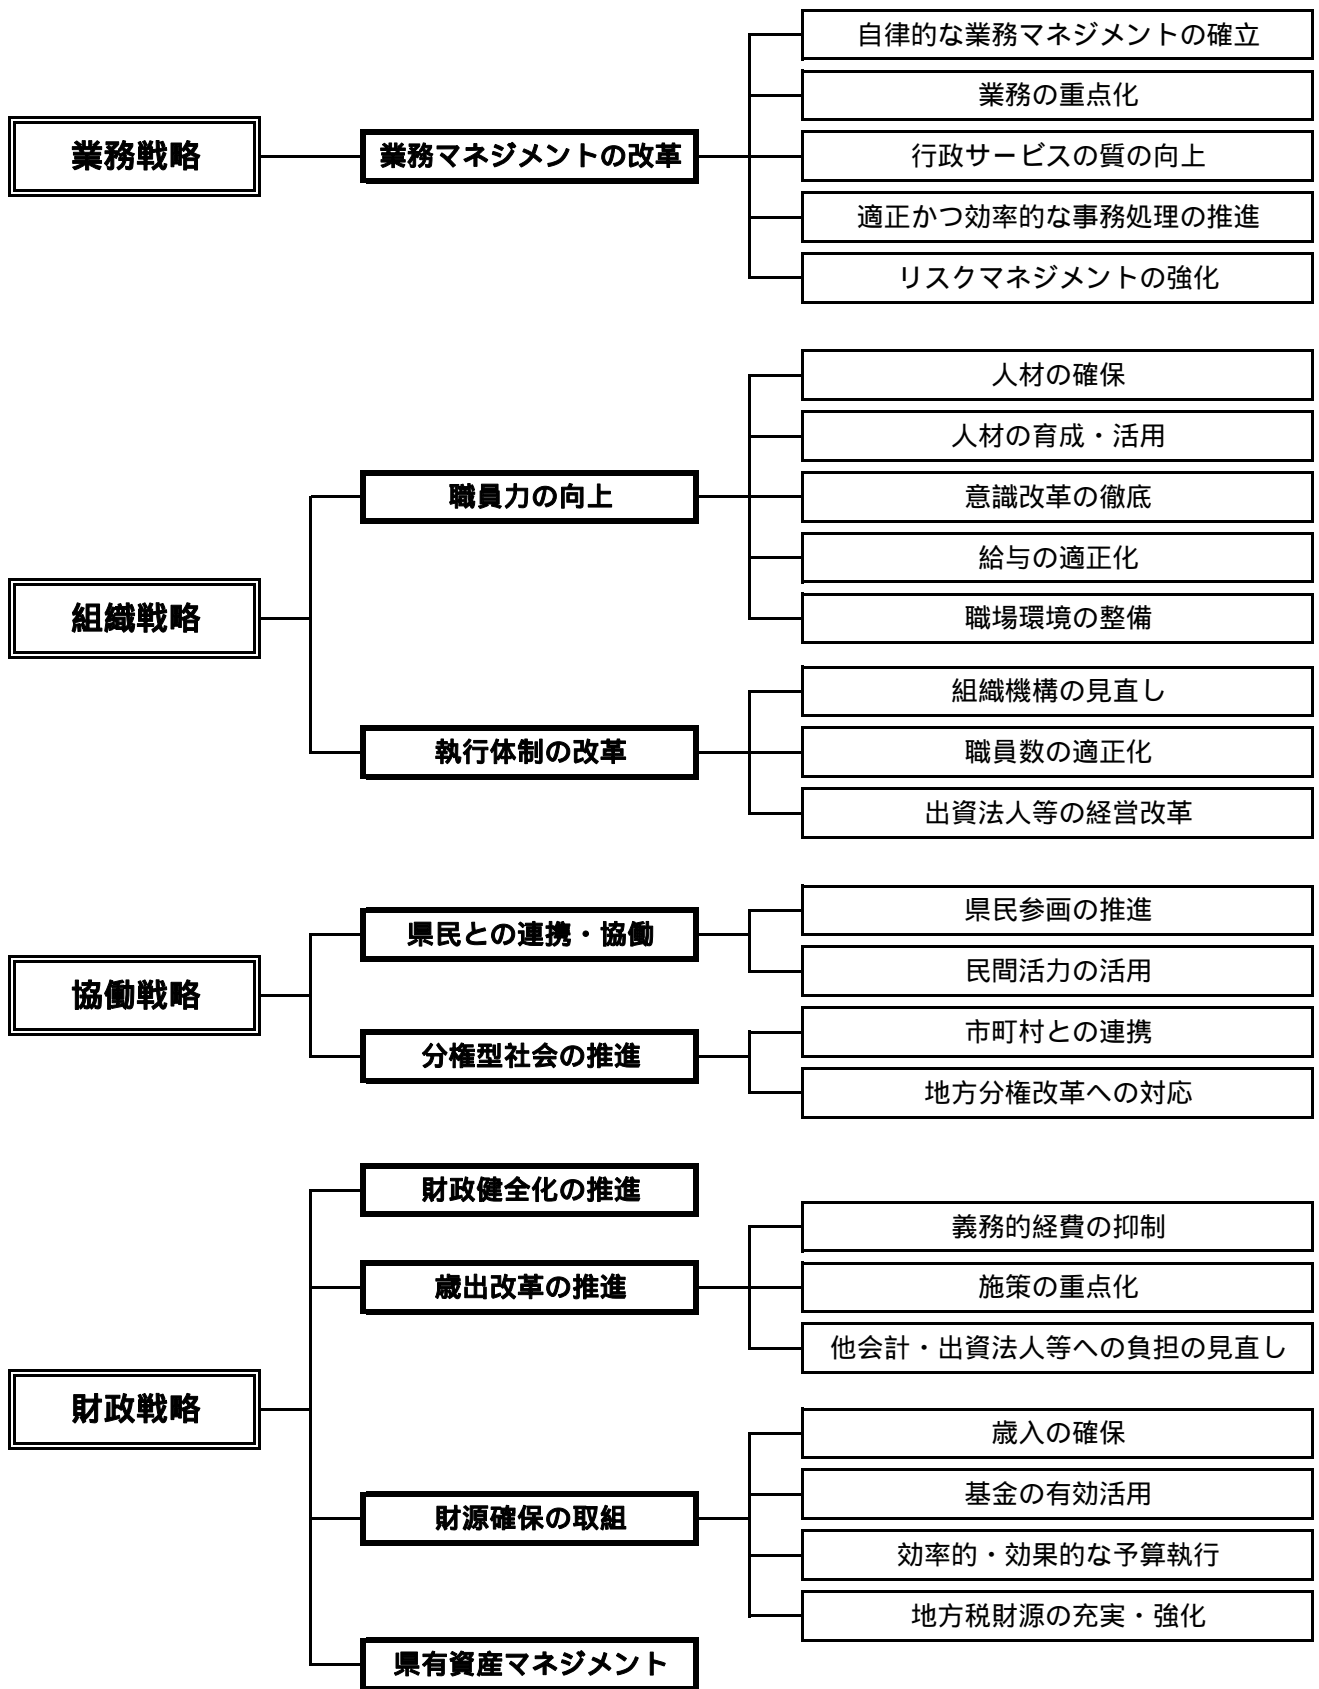 業務戦略
業務マネジメントの改革
自律的な業務マネジメントの確立
業務の重点化
行政サービスの質の向上
適正かつ効率的な事務処理の推進
リスクマネジメントの強化
組織戦略
職員力の向上
人材の確保
人材の育成・活用
意識改革の徹底
給与の適正化
職場環境の整備
執行体制の改革
組織機構の見直し
職員数の適正化
出資法人等の経営改革
協働戦略
県民との連携・協働
県民参画の推進
民間活力の活用
分権型社会の推進
市町村との連携
地方分権改革への対応
財政戦略
財政健全化の推進
歳出改革の推進
義務的経費の抑制
施策の重点化
他会計・出資法人等への負担の見直し
財源確保の取組
歳入の確保
基金の有効活用
効率的・効果的な予算執行
地方税財源の充実・強化
県有資産マネジメント